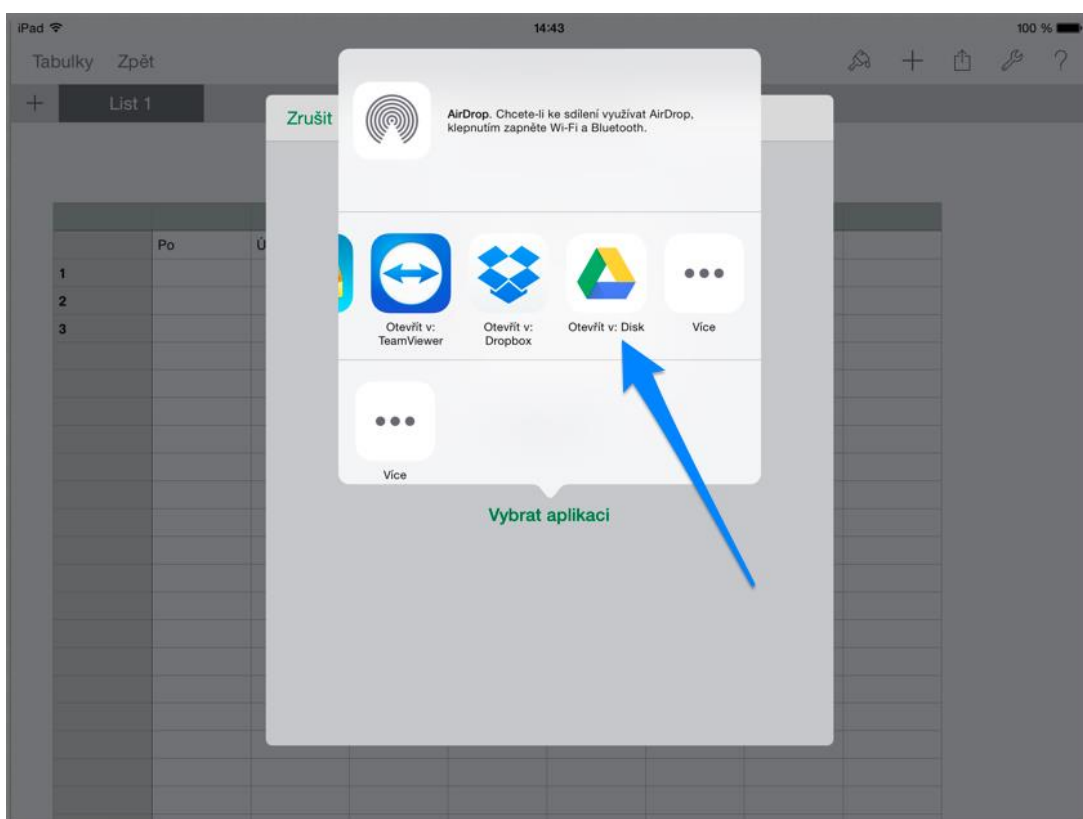 iPad 14:43 100 %
Tabulky Zpět ?
List 1
Zrušit
AirDrop. Chcete-li ke sdílení využívat AirDrop,
klepnutím zapněte Wi-Fi a Bluetooth.
Po Ú
1
2
3
Otevřít v:
TeamViewer
Otevřít v:
Dropbox
Otevřít v: Disk
Více
Více
Vybrat aplikaci